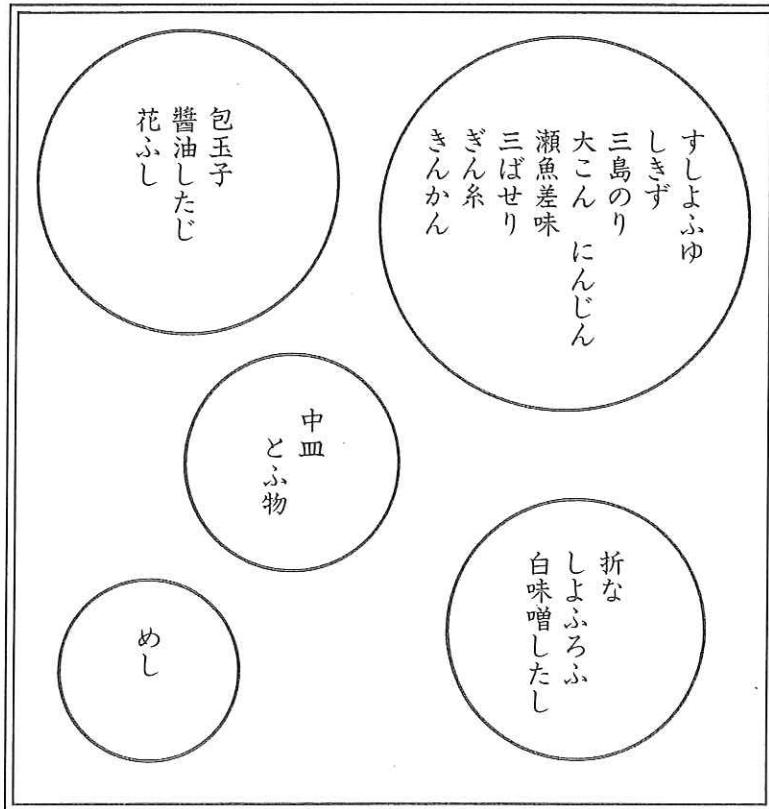 すしよふゆ
しきず
三島のり
大こん　にんじん
瀬魚差味
三ばせり
ぎん糸
きんかん
包玉子
醬油したじ
花ふし
中皿
とふ物
折な
しよふろふ
白味噌したし
めし